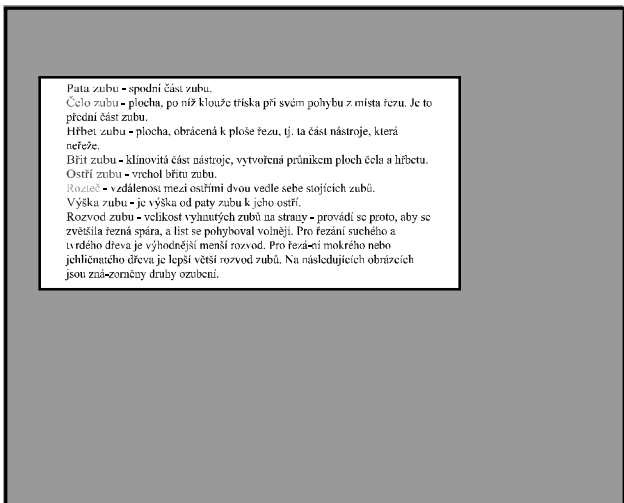 Pata zubu - spodní část zubu.
Čelo zubu - plocha, po níž klouže tříska při svém pohybu z místa řezu. Je to
přední část zubu.
Hřbet zubu - plocha, obrácená k ploše řezu, tj. ta část nástroje, která
neřeže.
Břit zubu - klínovitá část nástroje, vytvořená průnikem ploch čela a hřbetu.
Ostří zubu - vrchol břitu zubu.
Rozteč - vzdálenost mezi ostřími dvou vedle sebe stojících zubů.
Výška zubu - je výška od paty zubu k jeho ostří.
Rozvod zubu - velikost vyhnutých zubů na strany - provádí se proto, aby se
zvětšila řezná spára, a list se pohyboval volněji. Pro řezání suchého a
tvrdého dřeva je výhodnější menší rozvod. Pro řezá-ní mokrého nebo
jehličnatého dřeva je lepší větší rozvod zubů. Na následujících obrázcích
jsou zná-zorněny druhy ozubení.